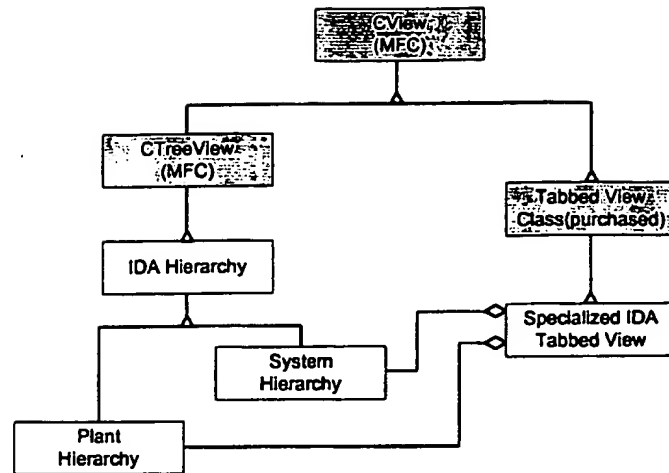 CView
(MFC)
CTreeView
(MFC)
Tabbed View
Class(purchased)
IDA Hierarchy
Specialized IDA
Tabbed View
System
Hierarchy
Plant
Hierarchy